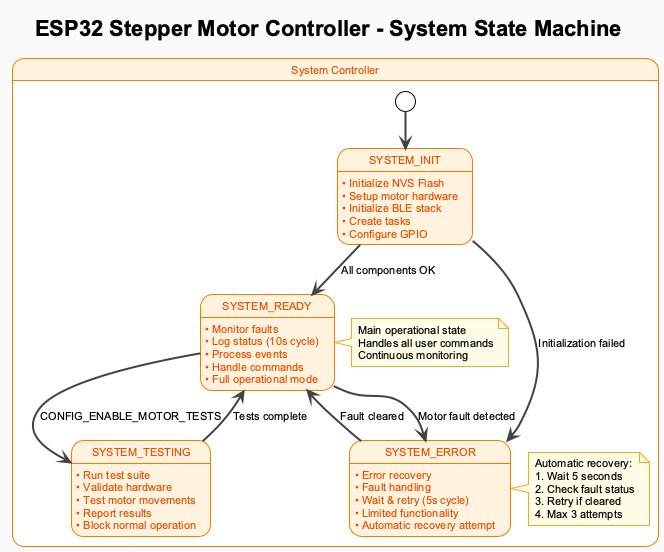 ESP32 Stepper Motor Controller - System State Machine
System Controller
SYSTEM_INIT
• Initialize NVS Flash
• Setup motor hardware
• Initialize BLE stack
• Create tasks
• Configure GPIO
All components OK
SYSTEM_READY
• Monitor faults
• Log status (10s cycle)
• Process events
• Handle commands
• Full operational mode
Main operational state
Handles all user commands
Continuous monitoring
Initialization failed
CONFIG_ENABLE_MOTOR_TESTS
Tests complete
Fault cleared
Motor fault detected
SYSTEM_TESTING
• Run test suite
• Validate hardware
• Test motor movements
• Report results
• Block normal operation
SYSTEM_ERROR
• Error recovery
• Fault handling
• Wait & retry (5s cycle)
• Limited functionality
• Automatic recovery attempt
Automatic recovery:
1. Wait 5 seconds
2. Check fault status
3. Retry if cleared
4. Max 3 attempts